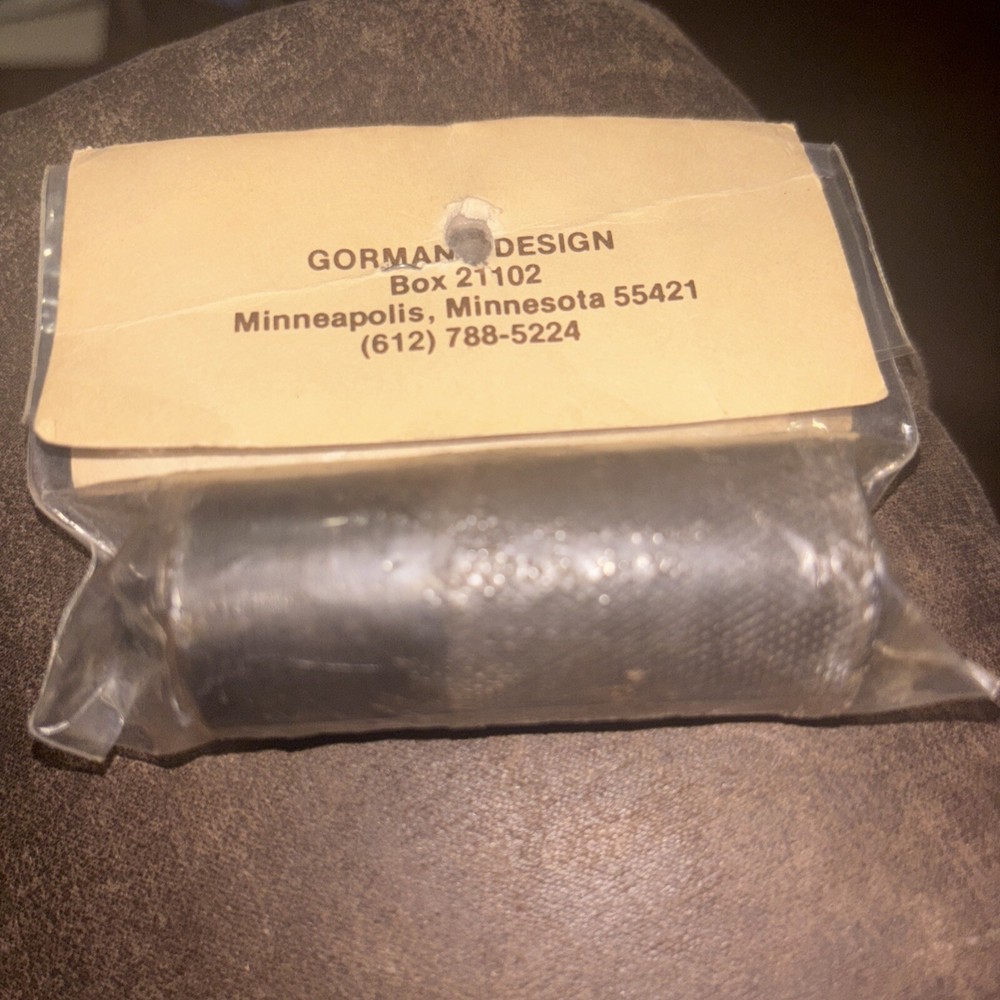 GORMAN DESIGN
Box 21102
Minneapolis, Minnesota 55421
(612) 788-5224